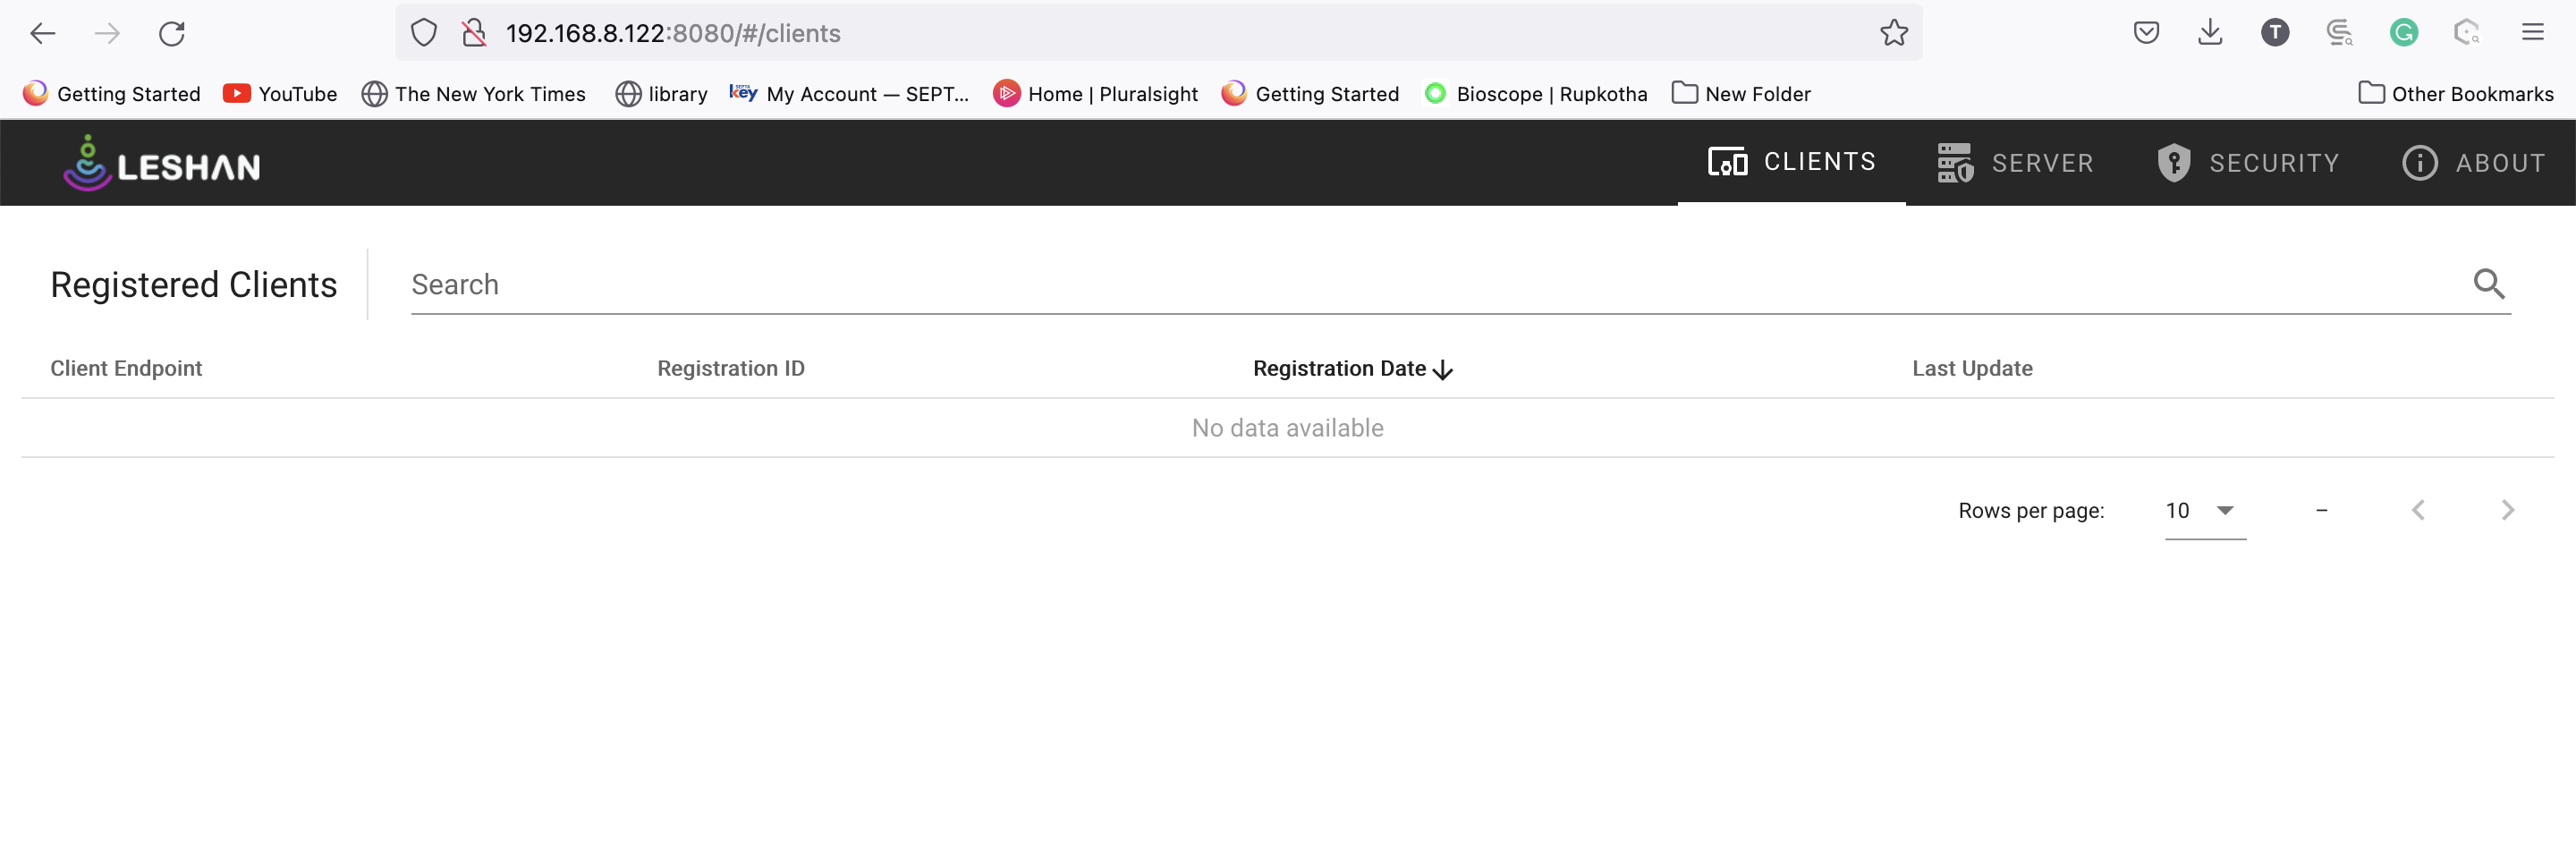 192.168.8.122:8080/#/clients
T
G
Getting Started YouTube The New York Times library SEPTA key My Account — SEPT... Home | Pluralsight Getting Started Bioscope | Rupkotha New Folder Other Bookmarks
LESHAN CLIENTS SERVER SECURITY ABOUT
Registered Clients Search
Client Endpoint Registration ID Registration Date Last Update
No data available
Rows per page: 10 –